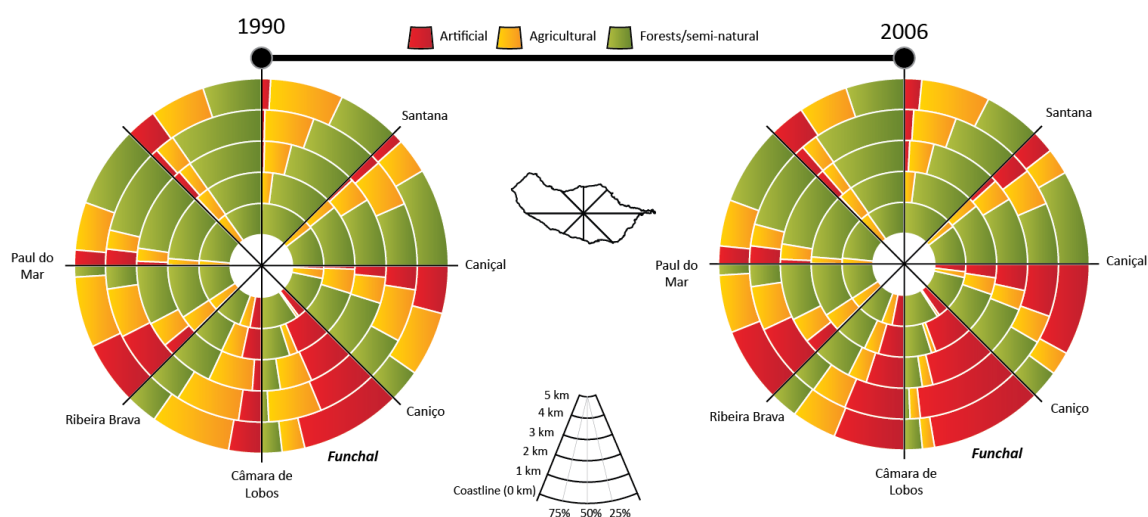 1990
Artificial
Agricultural
Forests/semi-natural
2006
Santana
Caniçal
Caniço
Funchal
Câmara de
Lobos
Ribeira Brava
Paul do
Mar
Santana
Caniçal
Caniço
Funchal
Câmara de
Lobos
Ribeira Brava
Paul do
Mar
5 km
4 km
3 km
2 km
1 km
Coastline (0 km)
75% 50% 25%